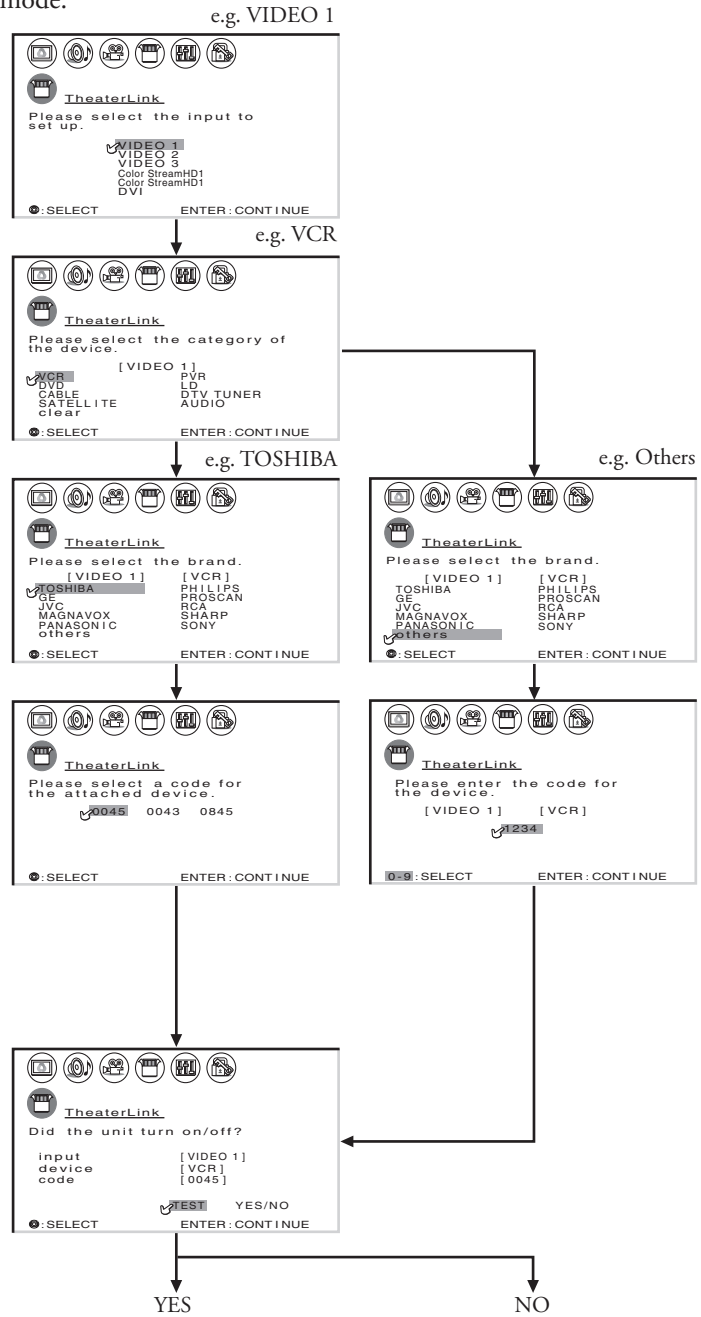 mode.
e.g. VIDEO 1
TheaterLink
Please select the input to
set up.
VIDEO 1
VIDEO 2
VIDEO 3
Color StreamHD1
Color StreamHD1
DVI
:SELECT ENTER:CONTINUE
e.g. VCR
TheaterLink
Please select the category of
the device.
[VIDEO 1]
VCR PVR
DVD LD
CABLE DTV TUNER
SATELLITE AUDIO
clear
:SELECT ENTER:CONTINUE
e.g. TOSHIBA
TheaterLink
Please select the brand.
[VIDEO 1] [VCR]
TOSHIBA PHILIPS
GE PROSCAN
JVC RCA
MAGNAVOX SHARP
PANASONIC SONY
others
:SELECT ENTER:CONTINUE
e.g. Others
TheaterLink
Please select the brand.
[VIDEO 1] [VCR]
TOSHIBA PHILIPS
GE PROSCAN
JVC RCA
MAGNAVOX SHARP
PANASONIC SONY
others
:SELECT ENTER:CONTINUE
TheaterLink
Please select a code for
the attached device.
0045 0043 0845
:SELECT ENTER:CONTINUE
TheaterLink
Please enter the code for
the device.
[VIDEO 1] [VCR]
1234
0-9:SELECT ENTER:CONTINUE
TheaterLink
Did the unit turn on/off?
input [VIDEO 1]
device [VCR]
code [0045]
TEST YES/NO
:SELECT ENTER:CONTINUE
YES NO